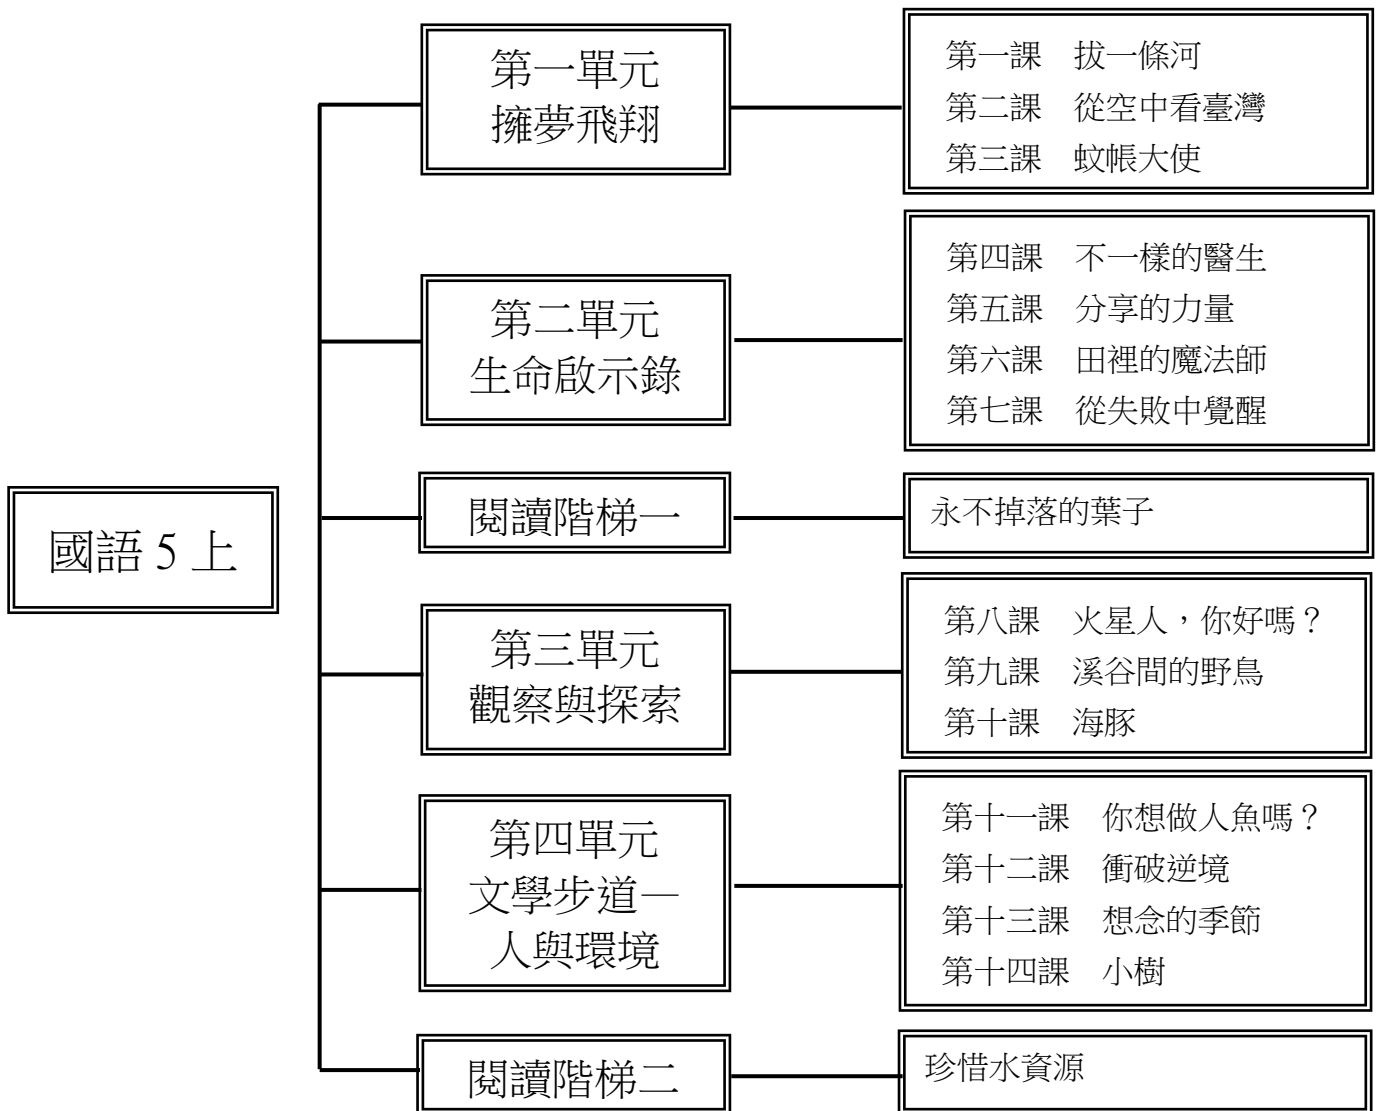 國語 5 上
第一單元
擁夢飛翔
第一課　拔一條河
第二課　從空中看臺灣
第三課　蚊帳大使
第二單元
生命啟示錄
第四課　不一樣的醫生
第五課　分享的力量
第六課　田裡的魔法師
第七課　從失敗中覺醒
閱讀階梯一
永不掉落的葉子
第三單元
觀察與探索
第八課　火星人，你好嗎？
第九課　溪谷間的野鳥
第十課　海豚
第四單元
文學步道—
人與環境
第十一課　你想做人魚嗎？
第十二課　衝破逆境
第十三課　想念的季節
第十四課　小樹
閱讀階梯二
珍惜水資源